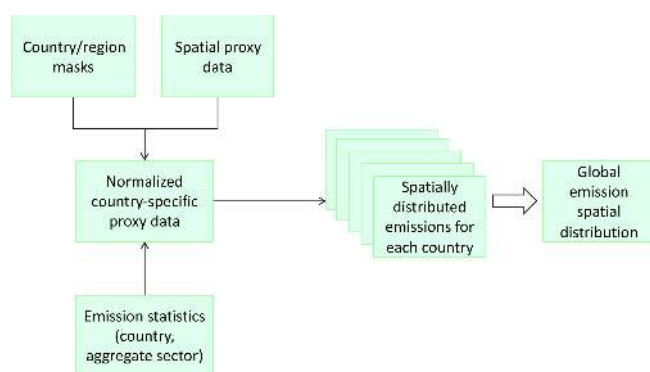 Country/region
masks
Spatial proxy
data
Normalized
country-specific
proxy data
Spatially
distributed
emissions for
each country
Global
emission
spatial
distribution
Emission statistics
(country,
aggregate sector)